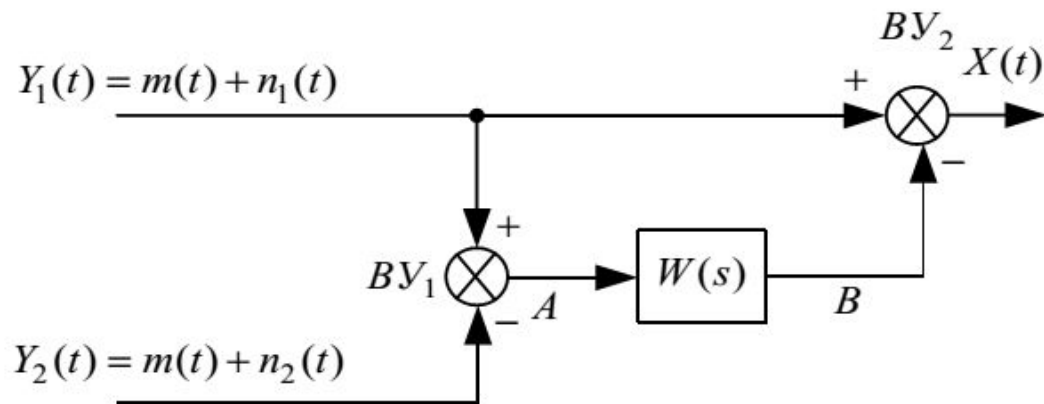 ВУ₂
X(t)
Y₁(t) = m(t) + n₁(t)
+
−
+
ВУ₁
W(s)
A
B
−
Y₂(t) = m(t) + n₂(t)